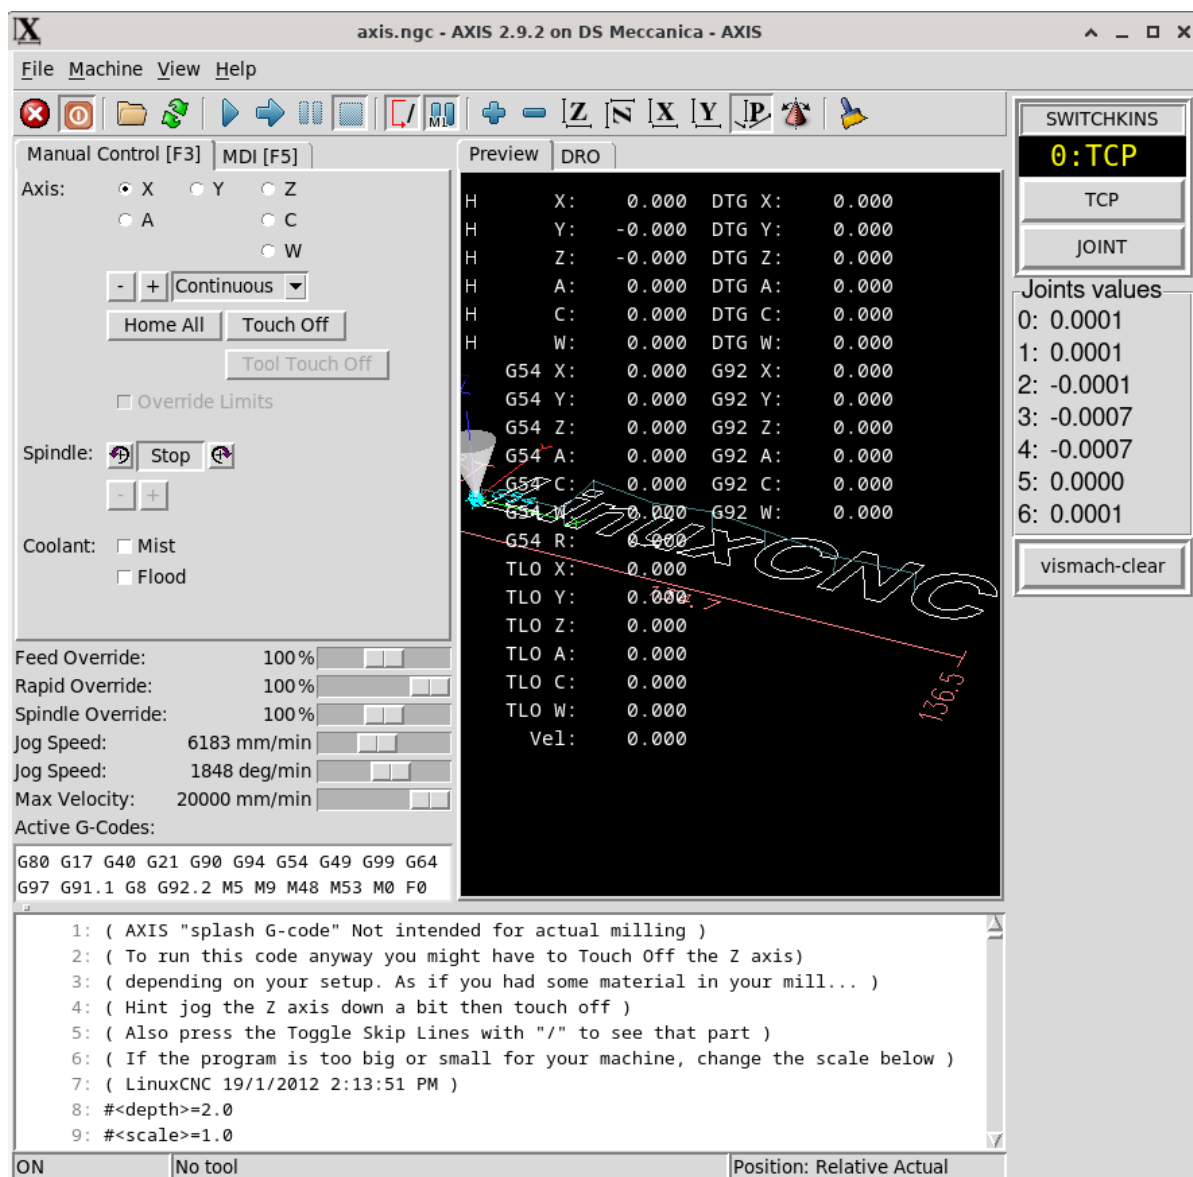 axis.ngc - AXIS 2.9.2 on DS Meccanica - AXIS
File Machine View Help
Z N X Y P
Manual Control [F3] MDI [F5]
Axis: X Y Z
A C
W
- + Continuous
Home All Touch Off
Tool Touch Off
Override Limits
Spindle: Stop
- +
Coolant: Mist
Flood
Feed Override: 100 %
Rapid Override: 100 %
Spindle Override: 100 %
Jog Speed: 6183 mm/min
Jog Speed: 1848 deg/min
Max Velocity: 20000 mm/min
Active G-Codes:
G80 G17 G40 G21 G90 G94 G54 G49 G99 G64
G97 G91.1 G8 G92.2 M5 M9 M48 M53 M0 F0
Preview DRO
H X: 0.000 DTG X: 0.000
H Y: -0.000 DTG Y: 0.000
H Z: -0.000 DTG Z: 0.000
H A: 0.000 DTG A: 0.000
H C: 0.000 DTG C: 0.000
H W: 0.000 DTG W: 0.000
G54 X: 0.000 G92 X: 0.000
G54 Y: 0.000 G92 Y: 0.000
G54 Z: 0.000 G92 Z: 0.000
G54 A: 0.000 G92 A: 0.000
G54 C: 0.000 G92 C: 0.000
G54 W: 0.000 G92 W: 0.000
G54 R: 0.000
TLO X: 0.000
TLO Y: 0.000
TLO Z: 0.000
TLO A: 0.000
TLO C: 0.000
TLO W: 0.000
Vel: 0.000
LinuxCNC
136.5
SWITCHKINS
0:TCP
TCP
JOINT
Joints values
0: 0.0001
1: 0.0001
2: -0.0001
3: -0.0007
4: -0.0007
5: 0.0000
6: 0.0001
vismach-clear
1: ( AXIS "splash G-code" Not intended for actual milling )
2: ( To run this code anyway you might have to Touch Off the Z axis)
3: ( depending on your setup. As if you had some material in your mill... )
4: ( Hint jog the Z axis down a bit then touch off )
5: ( Also press the Toggle Skip Lines with "/" to see that part )
6: ( If the program is too big or small for your machine, change the scale below )
7: ( LinuxCNC 19/1/2012 2:13:51 PM )
8: #<depth>=2.0
9: #<scale>=1.0
ON No tool Position: Relative Actual